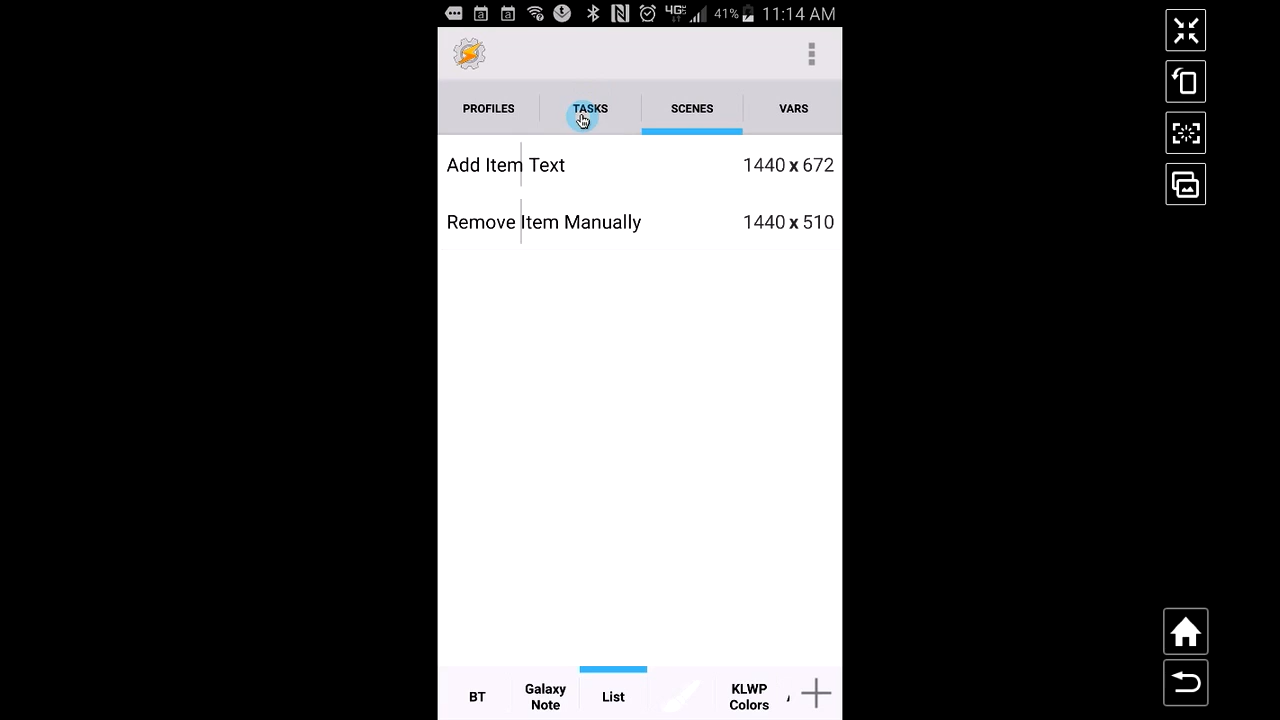 41% 11:14 AM
PROFILES TASKS SCENES VARS
Add Item Text 1440 x 672
Remove Item Manually 1440 x 510
BT Galaxy Note List KLWP Colors